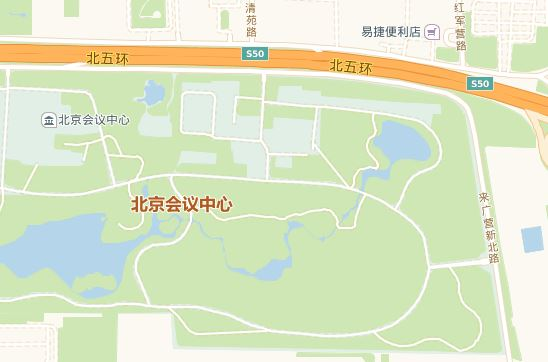 清苑路
易捷便利店
红军营路
北五环
S50
北五环
S50
北京会议中心
北京会议中心
来广营新北路